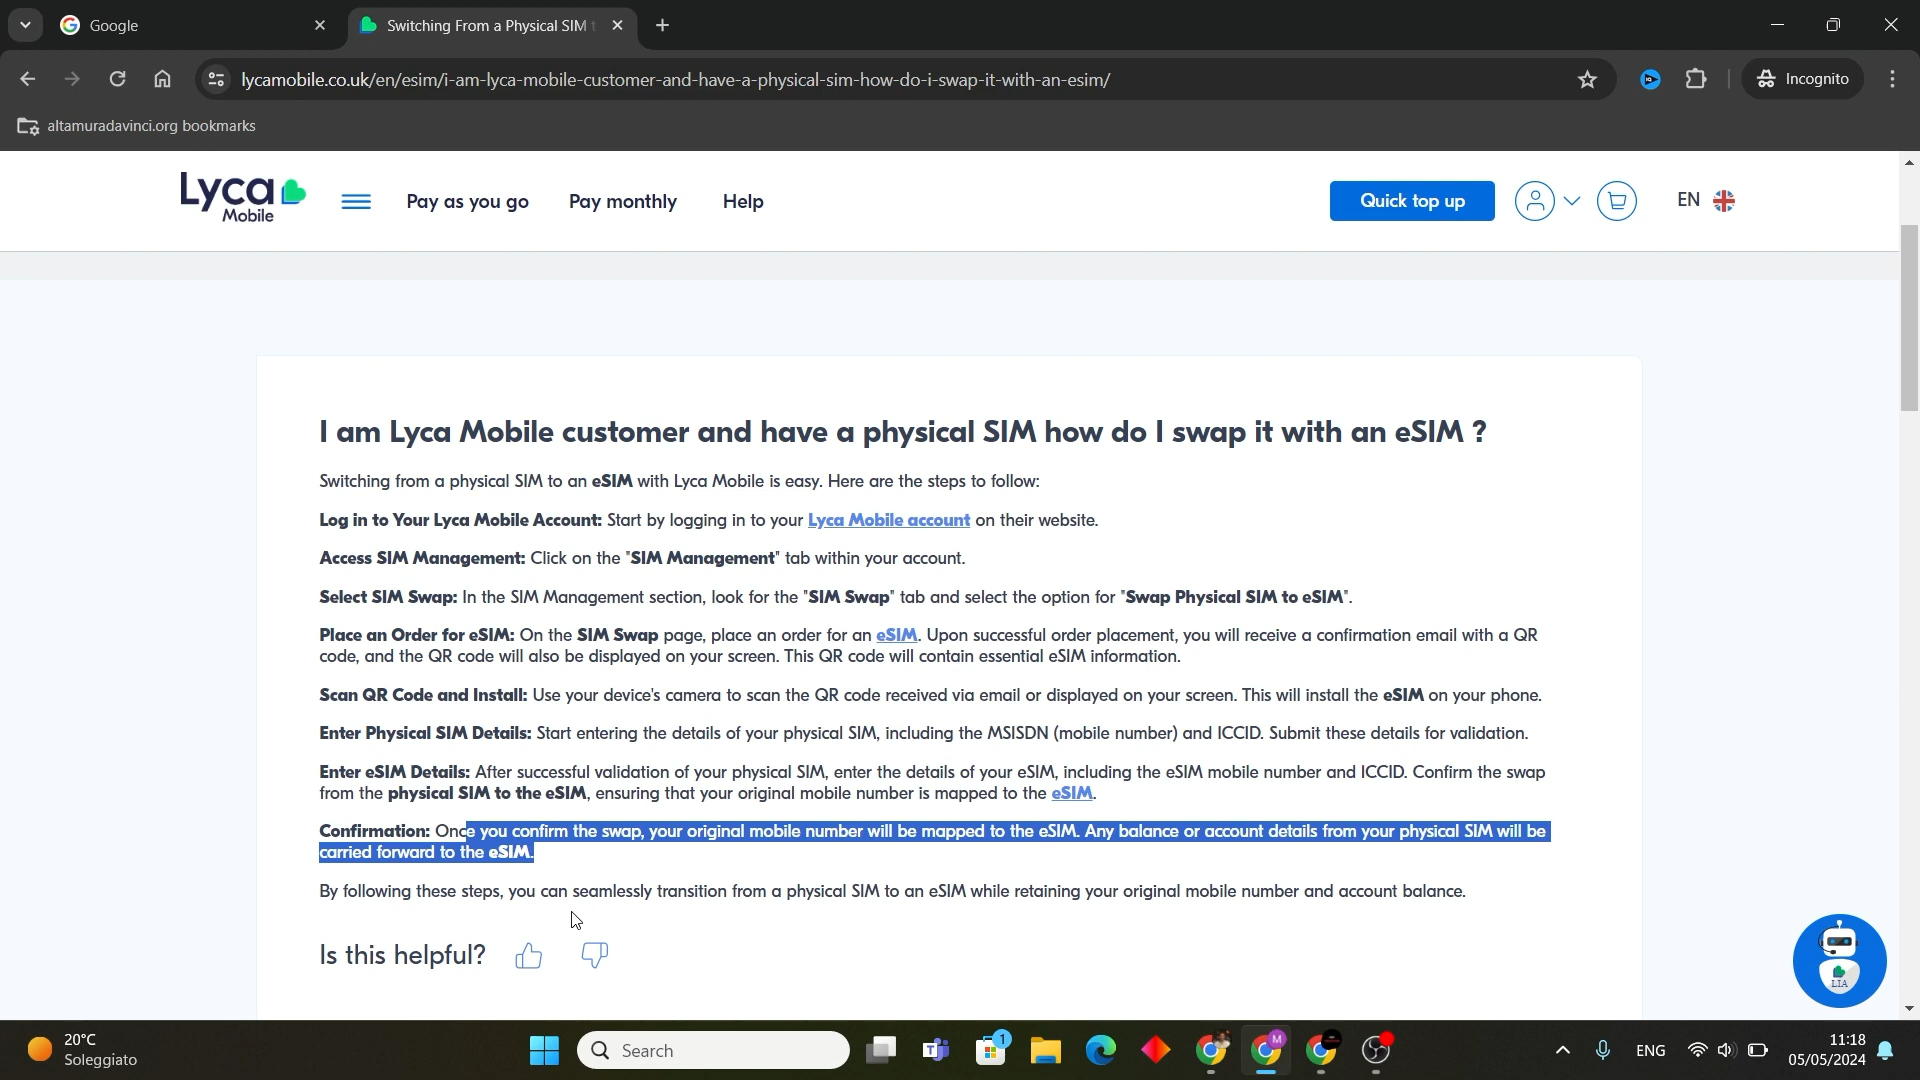 Google
Switching From a Physical SIM t
lycamobile.co.uk/en/esim/i-am-lyca-mobile-customer-and-have-a-physical-sim-how-do-i-swap-it-with-an-esim/
Incognito
altamuradavinci.org bookmarks
Lyca
Mobile
Pay as you go
Pay monthly
Help
Quick top up
EN
I am Lyca Mobile customer and have a physical SIM how do I swap it with an eSIM ?
Switching from a physical SIM to an eSIM with Lyca Mobile is easy. Here are the steps to follow:
Log in to Your Lyca Mobile Account: Start by logging in to your Lyca Mobile account on their website.
Access SIM Management: Click on the "SIM Management" tab within your account.
Select SIM Swap: In the SIM Management section, look for the "SIM Swap" tab and select the option for "Swap Physical SIM to eSIM".
Place an Order for eSIM: On the SIM Swap page, place an order for an eSIM. Upon successful order placement, you will receive a confirmation email with a QR
code, and the QR code will also be displayed on your screen. This QR code will contain essential eSIM information.
Scan QR Code and Install: Use your device's camera to scan the QR code received via email or displayed on your screen. This will install the eSIM on your phone.
Enter Physical SIM Details: Start entering the details of your physical SIM, including the MSISDN (mobile number) and ICCID. Submit these details for validation.
Enter eSIM Details: After successful validation of your physical SIM, enter the details of your eSIM, including the eSIM mobile number and ICCID. Confirm the swap
from the physical SIM to the eSIM, ensuring that your original mobile number is mapped to the eSIM.
Confirmation: Once you confirm the swap, your original mobile number will be mapped to the eSIM. Any balance or account details from your physical SIM will be
carried forward to the eSIM.
By following these steps, you can seamlessly transition from a physical SIM to an eSIM while retaining your original mobile number and account balance.
Is this helpful?
LIA
20°C
Soleggiato
Search
1
M
ENG
11:18
05/05/2024